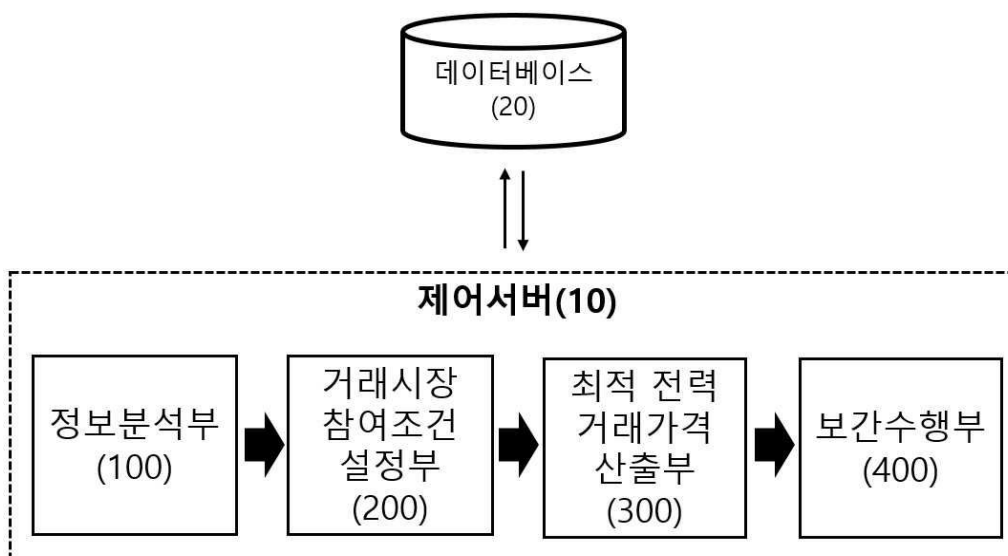 데이터베이스
(20)
제어서버(10)
정보분석부
(100)
거래시장
참여조건
설정부
(200)
최적 전력
거래가격
산출부
(300)
보간수행부
(400)